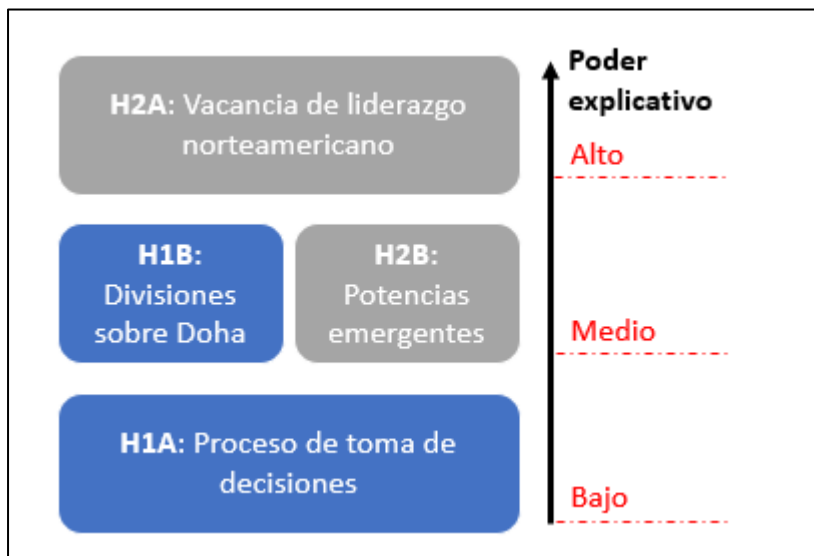 H2A: Vacancia de liderazgo
norteamericano
H1B:
Divisiones
sobre Doha
H2B:
Potencias
emergentes
H1A: Proceso de toma de
decisiones
Poder
explicativo
Alto
Medio
Bajo